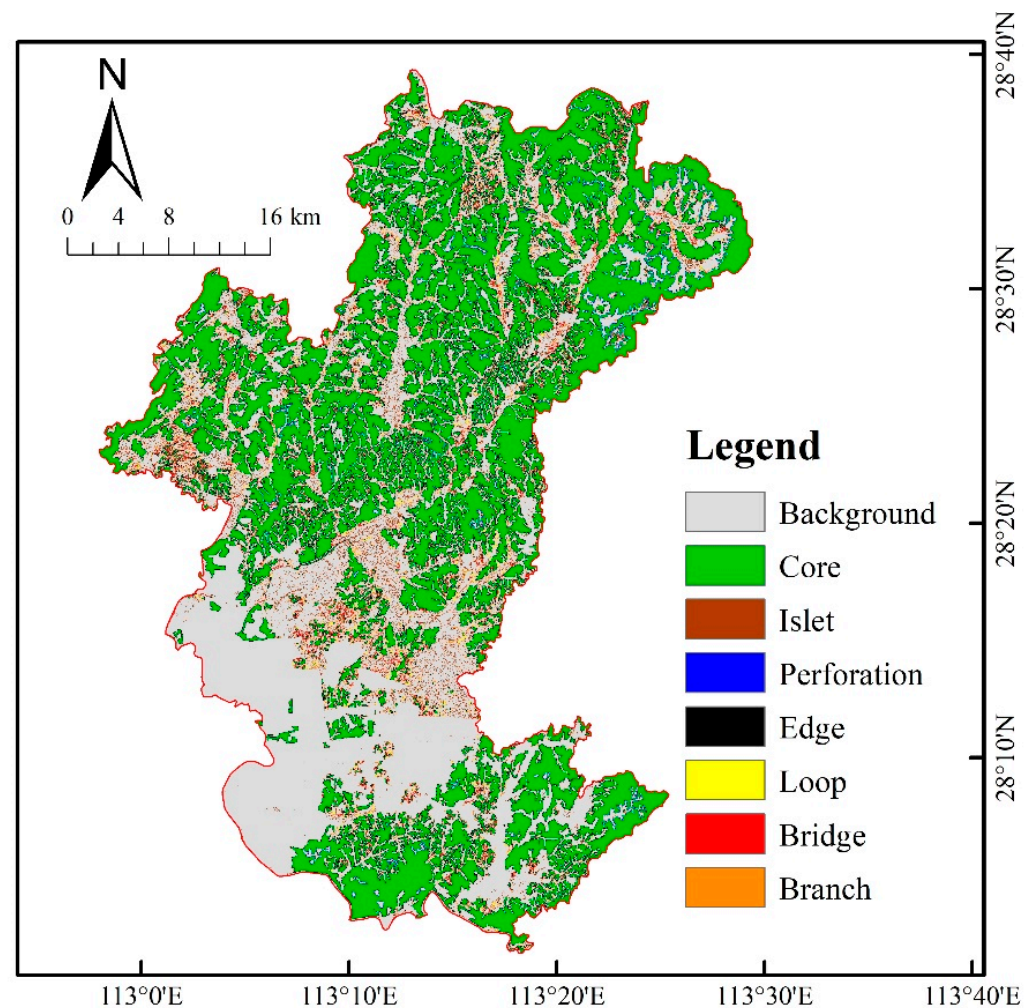 N
0 4 8 16 km
Legend
Background
Core
Islet
Perforation
Edge
Loop
Bridge
Branch
28°40'N
28°30'N
28°20'N
28°10'N
113°0'E 113°10'E 113°20'E 113°30'E 113°40'E